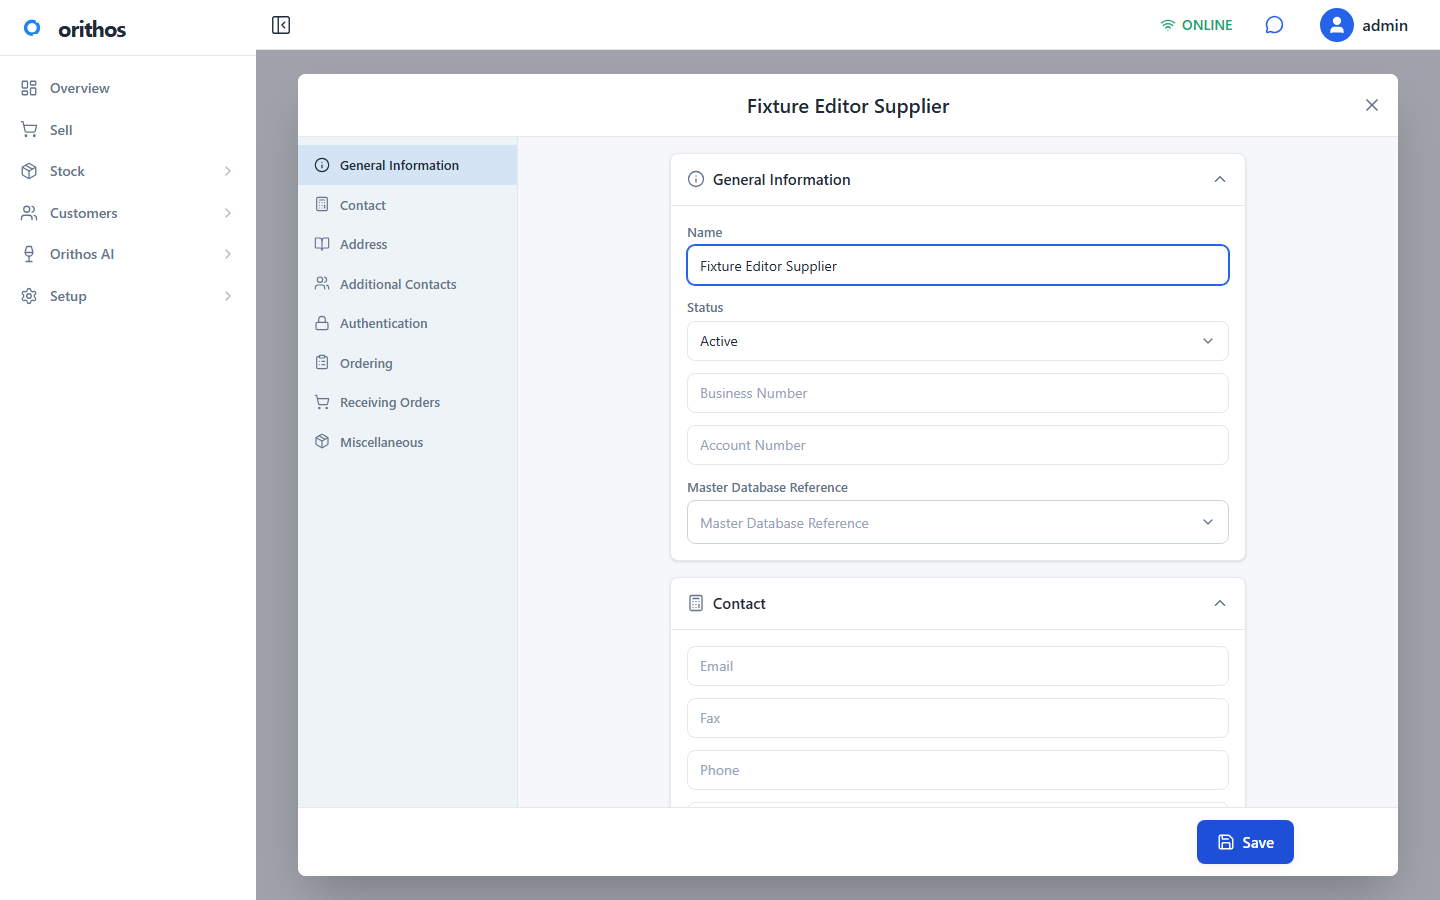 orithos
ONLINE
admin
Overview
Sell
Stock
Customers
Orithos AI
Setup
Fixture Editor Supplier
General Information
Contact
Address
Additional Contacts
Authentication
Ordering
Receiving Orders
Miscellaneous
General Information
Name
Fixture Editor Supplier
Status
Active
Business Number
Account Number
Master Database Reference
Master Database Reference
Contact
Email
Fax
Phone
Save